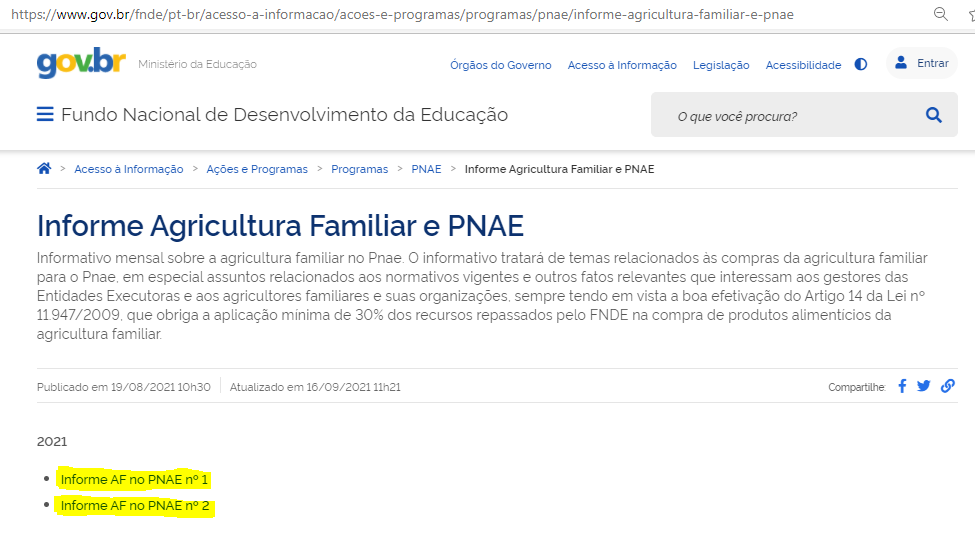 https://www.gov.br/fnde/pt-br/acesso-a-informacao/acoes-e-programas/programas/pnae/informe-agricultura-familiar-e-pnae
gov.br Ministério da Educação Órgãos do Governo Acesso à Informação Legislação Acessibilidade Entrar
Fundo Nacional de Desenvolvimento da Educação O que você procura?
> Acesso à Informação > Ações e Programas > Programas > PNAE > Informe Agricultura Familiar e PNAE
Informe Agricultura Familiar e PNAE
Informativo mensal sobre a agricultura familiar no Pnae. O informativo tratará de temas relacionados às compras da agricultura familiar
para o Pnae, em especial assuntos relacionados aos normativos vigentes e outros fatos relevantes que interessam aos gestores das
Entidades Executoras e aos agricultores familiares e suas organizações, sempre tendo em vista a boa efetivação do Artigo 14 da Lei nº
11.947/2009, que obriga a aplicação mínima de 30% dos recursos repassados pelo FNDE na compra de produtos alimentícios da
agricultura familiar.
Publicado em 19/08/2021 10h30 Atualizado em 16/09/2021 11h21 Compartilhe:
2021
• Informe AF no PNAE nº 1
• Informe AF no PNAE nº 2